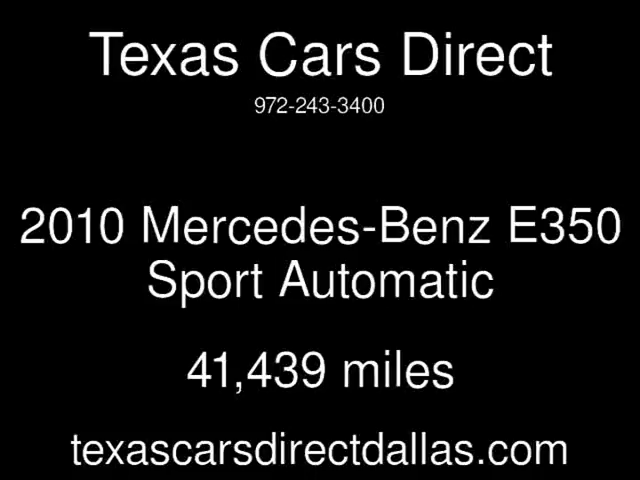 Texas Cars Direct
972-243-3400
2010 Mercedes-Benz E350
Sport Automatic
41,439 miles
texascarsdirectdallas.com